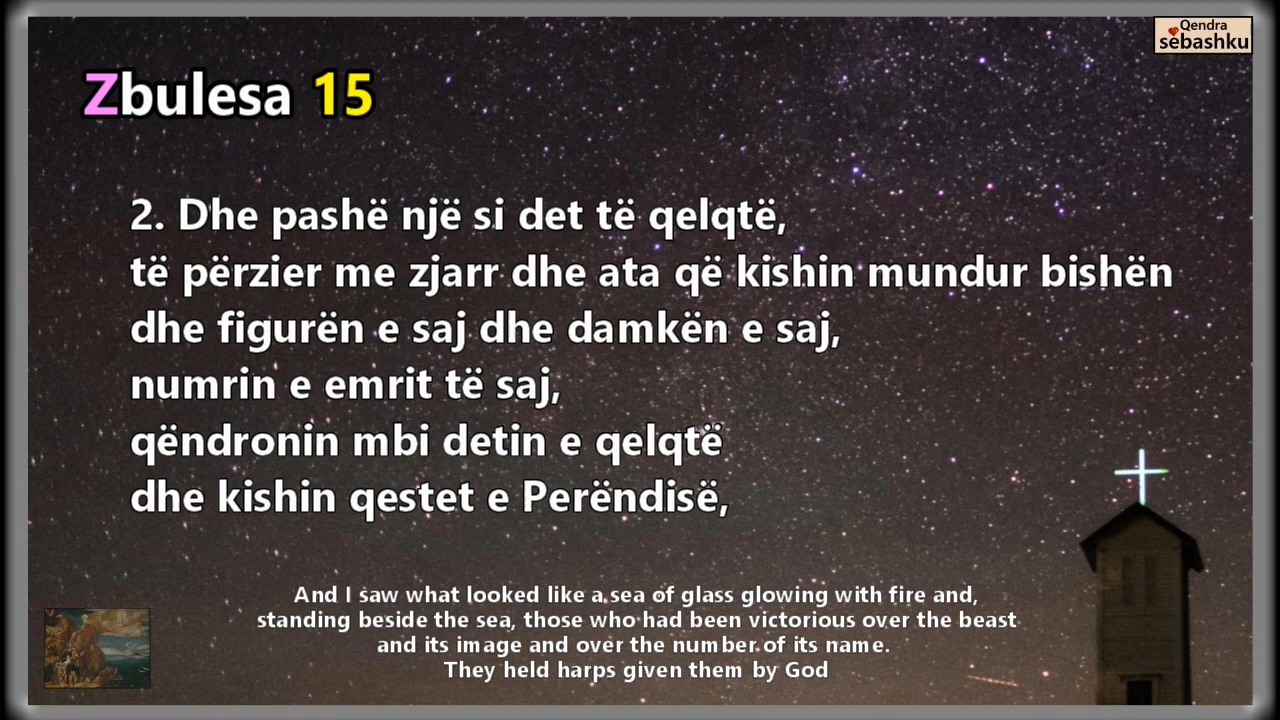 Qendra
sebashku
Zbulesa 15
2. Dhe pashë një si det të qelqtë,
të përzier me zjarr dhe ata që kishin mundur bishën
dhe figurën e saj dhe damkën e saj,
numrin e emrit të saj,
qëndronin mbi detin e qelqtë
dhe kishin qestet e Perëndisë,
And I saw what looked like a sea of glass glowing with fire and,
standing beside the sea, those who had been victorious over the beast
and its image and over the number of its name.
They held harps given them by God